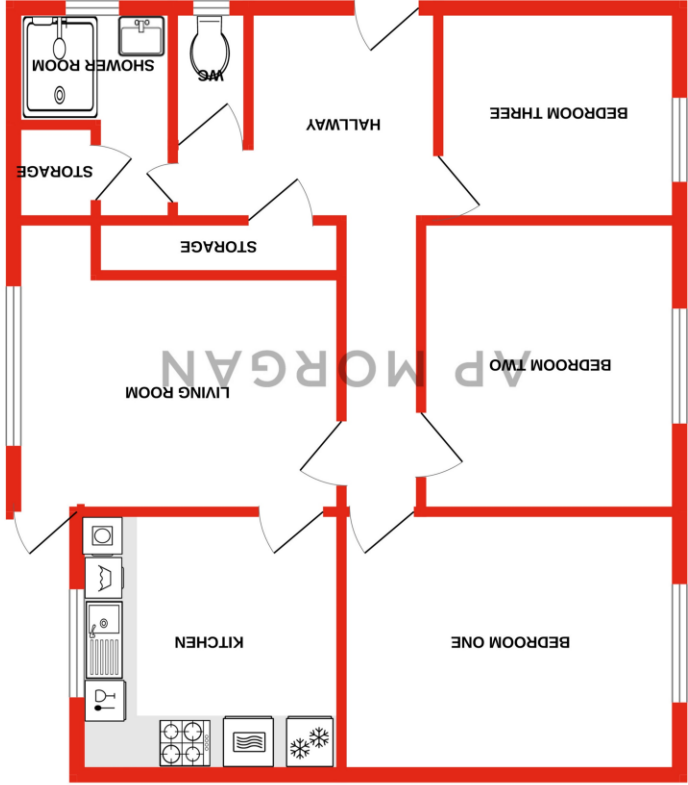 BEDROOM ONE
KITCHEN
LIVING ROOM
BEDROOM TWO
AP MORGAN
STORAGE
STORAGE
HALLWAY
BEDROOM THREE
WC
SHOWER ROOM